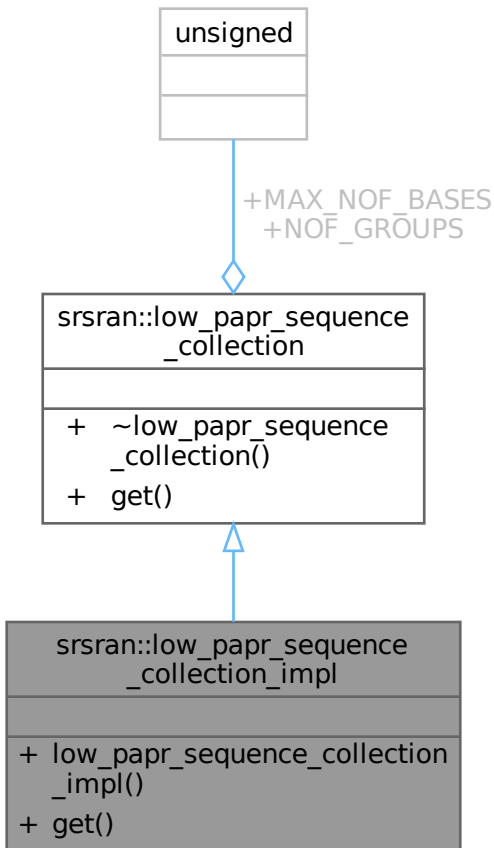 unsigned
+MAX_NOF_BASES
+NOF_GROUPS
srsran::low_papr_sequence
_collection
+ ~low_papr_sequence
_collection()
+ get()
srsran::low_papr_sequence
_collection_impl
+ low_papr_sequence_collection
_impl()
+ get()